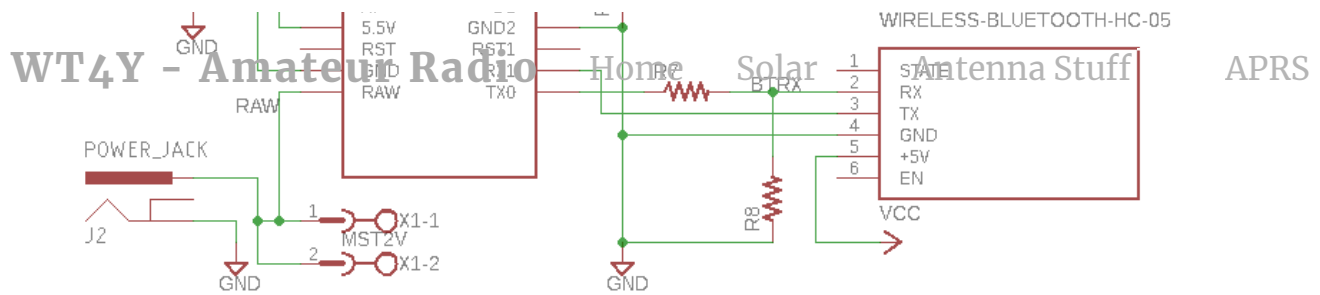 WIRELESS-BLUETOOTH-HC-05
5.5V GND2
GND
RST RST1
WT4Y - Amateur Radio Home Solar Antenna Stuff APRS
R7
1 STATE
GND
RAW TX0
BTRX
2 RX
RAW
3 TX
4 GND
POWER_JACK
5 +5V
6 EN
1 X1-1
R8
VCC
J2
MST2V
2 X1-2
GND GND